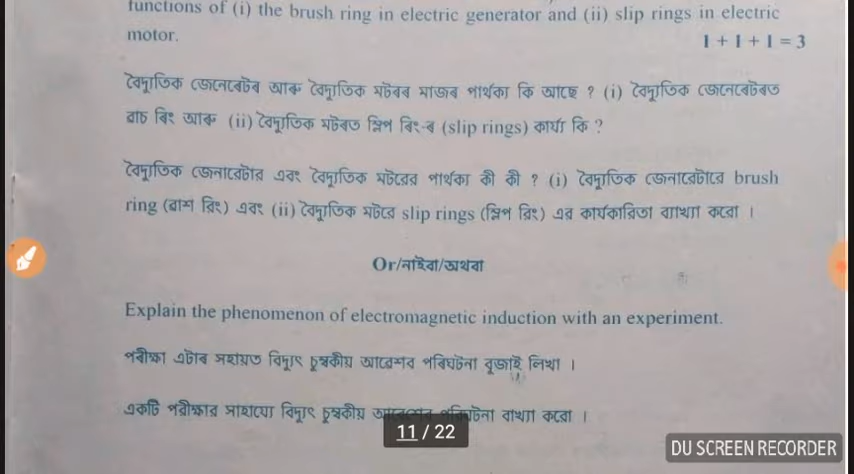 functions of (i) the brush ring in electric generator and (ii) slip rings in electric
motor.
1 + 1 + 1 = 3
বৈদ্যুতিক জেনেৰেটৰ আৰু বৈদ্যুতিক মটৰৰ মাজৰ পাৰ্থক্য কি আছে ? (i) বৈদ্যুতিক জেনেৰেটৰত
ব্ৰাচ ৰিং আৰু (ii) বৈদ্যুতিক মটৰত স্লিপ ৰিং-ৰ (slip rings) কাৰ্য্য কি ?
বৈদ্যুতিক জেনারেটার এবং বৈদ্যুতিক মটরের পার্থক্য কী কী ? (i) বৈদ্যুতিক জেনারেটারে brush
ring (ব্রাশ রিং) এবং (ii) বৈদ্যুতিক মটরে slip rings (স্লিপ রিং) এর কার্যকারিতা ব্যাখ্যা করো ।
Or/নাইবা/অথবা
Explain the phenomenon of electromagnetic induction with an experiment.
পৰীক্ষা এটাৰ সহায়ত বিদ্যুৎ চুম্বকীয় আৱেশৰ পৰিঘটনা বুজাই লিখা ।
একটি পরীক্ষার সাহায্যে বিদ্যুৎ চুম্বকীয় ঘটনা ব্যাখ্যা করো ।
11 / 22
DU SCREEN RECORDER